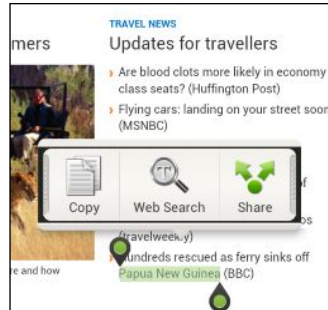 TRAVEL NEWS
mers
Updates for travellers
Are blood clots more likely in economy
class seats? (Huffington Post)
Flying cars: landing on your street soon
(MSNBC)
of
Copy
Web Search
Share
os
(travelweekly)
Hundreds rescued as ferry sinks off
re and how
Papua New Guinea (BBC)